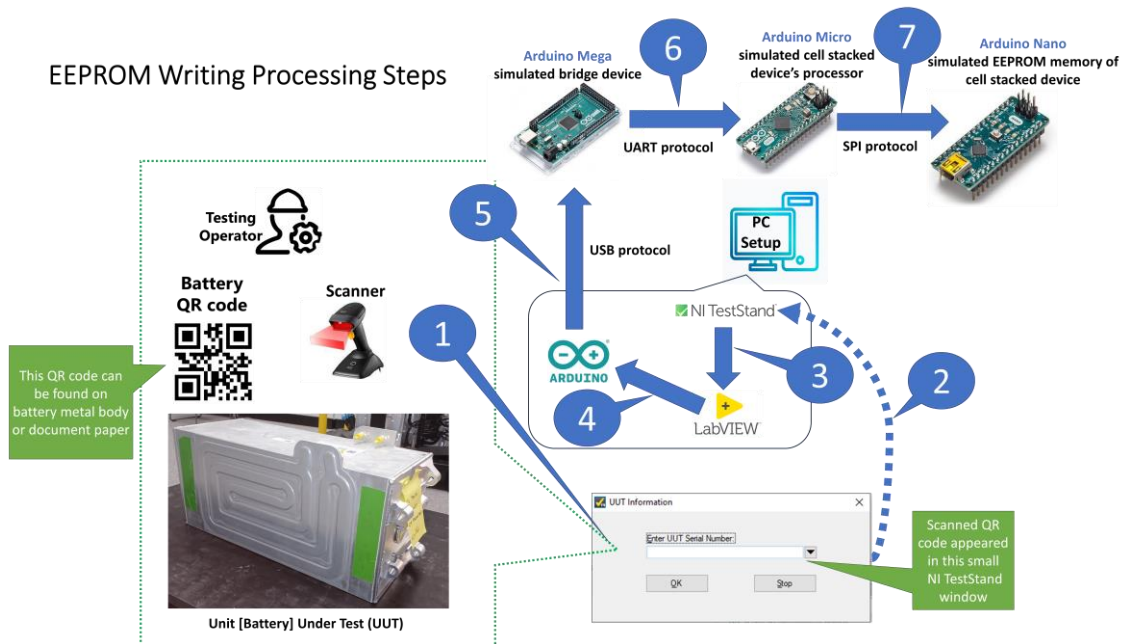 EEPROM Writing Processing Steps
Arduino Mega
simulated bridge device
6
UART protocol
Arduino Micro
simulated cell stacked
device's processor
7
SPI protocol
Arduino Nano
simulated EEPROM memory of
cell stacked device
Testing
Operator
5
USB protocol
PC
Setup
Battery
QR code
Scanner
1
NI TestStand
ARDUINO
3
2
4
LabVIEW
This QR code can
be found on
battery metal body
or document paper
UUT Information
Enter UUT Serial Number:
OK
Stop
Scanned QR
code appeared
in this small
NI TestStand
window
Unit [Battery] Under Test (UUT)